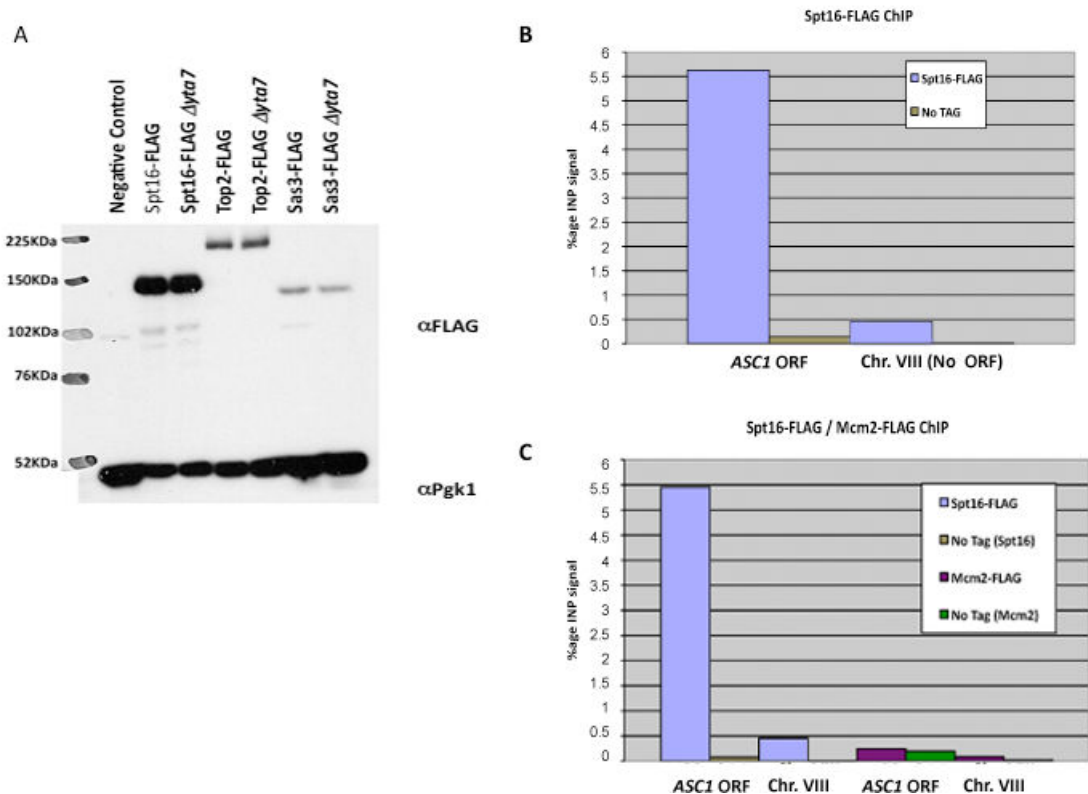 A
Negative Control
Spt16-FLAG
Spt16-FLAG Δyta7
Top2-FLAG
Top2-FLAG Δyta7
Sas3-FLAG
Sas3-FLAG Δyta7
225KDa
150KDa
102KDa
76KDa
52KDa
αFLAG
αPgk1
B
Spt16-FLAG ChIP
%age INP signal
6
5.5
5
4.5
4
3.5
3
2.5
2
1.5
1
0.5
0
Spt16-FLAG
No TAG
ASC1 ORF
Chr. VIII (No ORF)
C
Spt16-FLAG / Mcm2-FLAG ChIP
%age INP signal
6
5.5
5
4.5
4
3.5
3
2.5
2
1.5
1
0.5
0
Spt16-FLAG
No Tag (Spt16)
Mcm2-FLAG
No Tag (Mcm2)
ASC1 ORF
Chr. VIII
ASC1 ORF
Chr. VIII